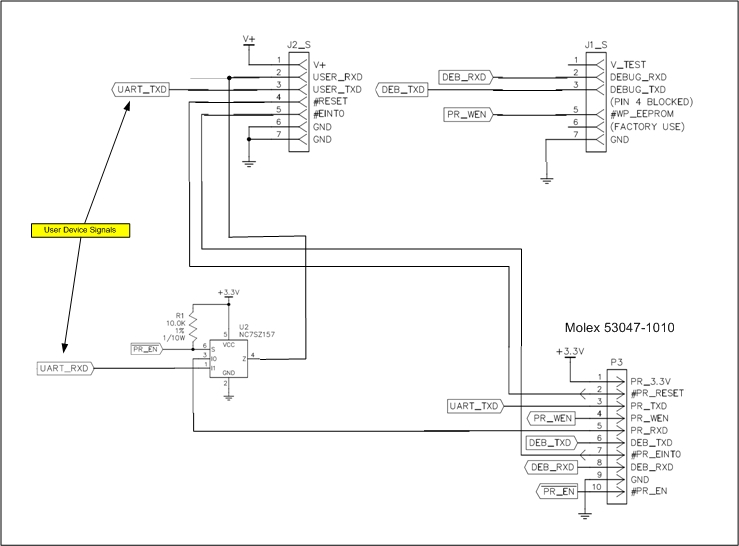 V+
J2_S
1 V+
2 USER_RXD
UART_TXD 3 USER_TXD
4 #RESET
5 #EINT0
6 GND
7 GND
J1_S
1 V_TEST
DEB_RXD 2 DEBUG_RXD
DEB_TXD 3 DEBUG_TXD
(PIN 4 BLOCKED)
PR_WEN 5 #WP_EEPROM
6 (FACTORY USE)
7 GND
User Device Signals
+3.3V
R1
10.0K
1%
1/10W
U2
NC7SZ157
5 VCC
PR_EN 6 S
3 I0 Z 4
UART_RXD 1 I1
GND
2
Molex 53047-1010
+3.3V
P3
1 PR_3.3V
2 #PR_RESET
UART_TXD 3 PR_TXD
PR_WEN 4 PR_WEN
5 PR_RXD
DEB_TXD 6 DEB_TXD
7 #PR_EINT0
DEB_RXD 8 DEB_RXD
9 GND
PR_EN 10 #PR_EN